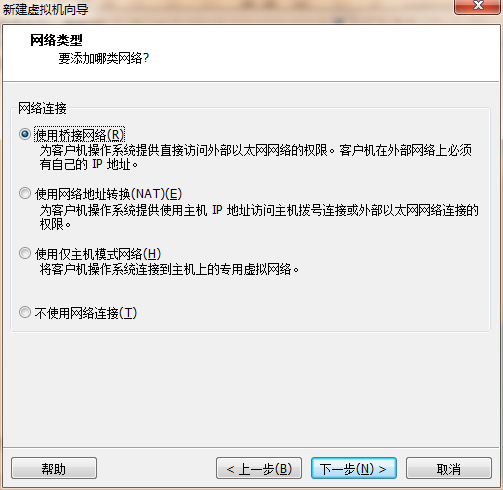 新建虚拟机向导
网络类型
要添加哪类网络?
网络连接
使用桥接网络(R)
为客户机操作系统提供直接访问外部以太网网络的权限。客户机在外部网络上必须
有自己的 IP 地址。
使用网络地址转换(NAT)(E)
为客户机操作系统提供使用主机 IP 地址访问主机拨号连接或外部以太网网络连接的
权限。
使用仅主机模式网络(H)
将客户机操作系统连接到主机上的专用虚拟网络。
不使用网络连接(T)
帮助
< 上一步(B)
下一步(N) >
取消